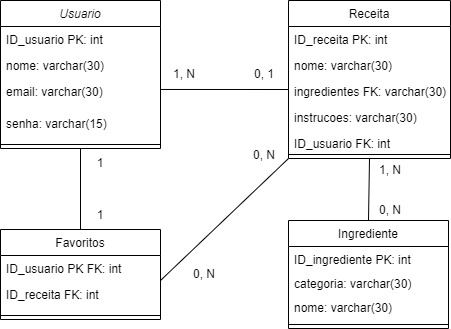 Usuario
ID_usuario PK: int
nome: varchar(30)
email: varchar(30)
senha: varchar(15)
Receita
ID_receita PK: int
nome: varchar(30)
ingredientes FK: varchar(30)
instrucoes: varchar(30)
ID_usuario FK: int
1, N
0, 1
1
1
0, N
0, N
1, N
0, N
Favoritos
ID_usuario PK FK: int
ID_receita FK: int
Ingrediente
ID_ingrediente PK: int
categoria: varchar(30)
nome: varchar(30)